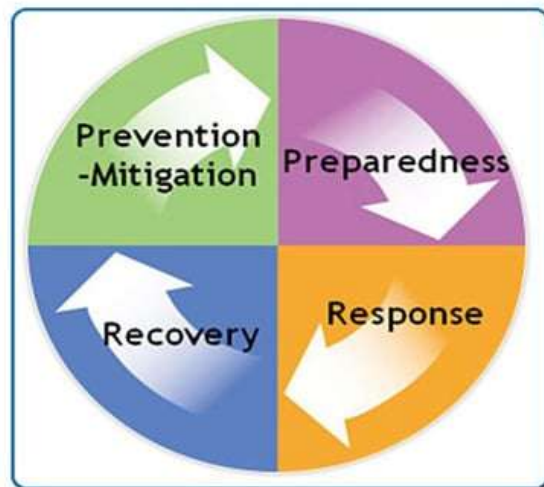 Prevention
-Mitigation
Preparedness
Response
Recovery